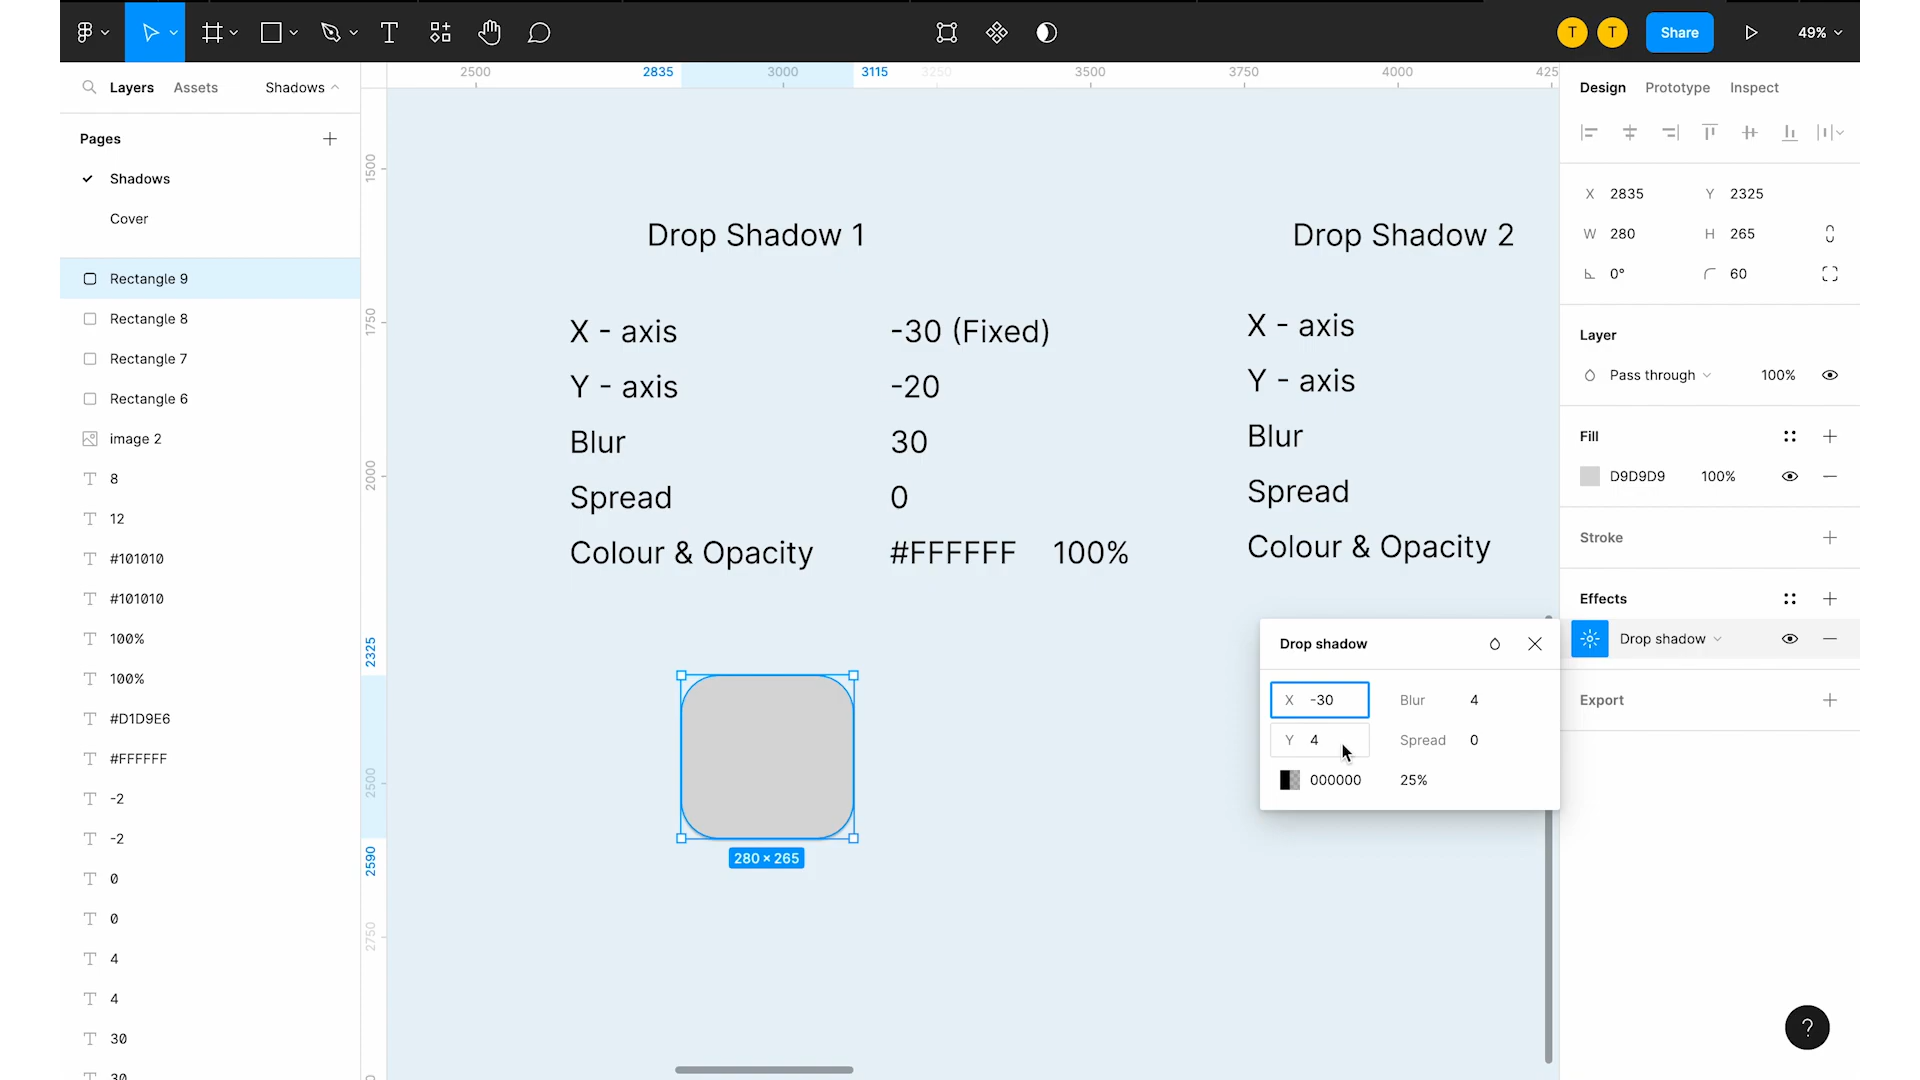 T
T
Share
49%
Layers
Assets
Shadows
2500
2835
3000
3115
3250
3500
3750
4000
425
Design
Prototype
Inspect
Pages
Shadows
Cover
Rectangle 9
Rectangle 8
Rectangle 7
Rectangle 6
image 2
8
12
#101010
#101010
100%
100%
#D1D9E6
#FFFFFF
-2
-2
0
0
4
4
30
30
1500
1750
2000
2325
2500
2590
2750
Drop Shadow 1
X - axis -30 (Fixed)
Y - axis -20
Blur 30
Spread 0
Colour & Opacity #FFFFFF 100%
Drop Shadow 2
X - axis
Y - axis
Blur
Spread
Colour & Opacity
280 × 265
Drop shadow
X -30 Blur 4
Y 4 Spread 0
000000 25%
X 2835 Y 2325
W 280 H 265
0° 60
Layer
Pass through 100%
Fill
D9D9D9 100%
Stroke
Effects
Drop shadow
Export
?